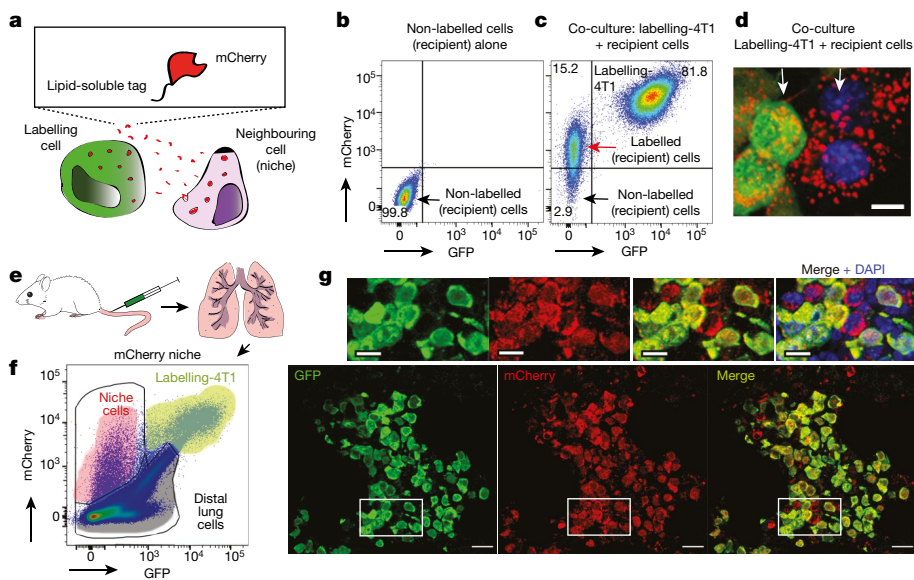 a
mCherry
Lipid-soluble tag
Labelling
cell
Neighbouring
cell
(niche)
b
Non-labelled cells
(recipient) alone
mCherry
10⁵
10⁴
10³
0
99.8
Non-labelled
(recipient) cells
0
10³
10⁴
10⁵
GFP
c
Co-culture: labelling-4T1
+ recipient cells
15.2
Labelling-
4T1
81.8
Labelled
(recipient) cells
Non-labelled
(recipient) cells
2.9
0
10³
10⁴
10⁵
GFP
d
Co-culture
Labelling-4T1 + recipient cells
e
f
mCherry niche
Labelling-4T1
Niche
cells
mCherry
10⁵
10⁴
10³
0
Distal
lung
cells
0
10³
10⁴
10⁵
GFP
g
Merge + DAPI
GFP
mCherry
Merge